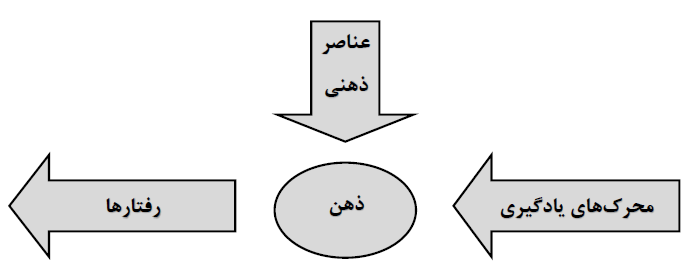 عناصر
ذهنی
محرک‌های یادگیری
ذهن
رفتارها